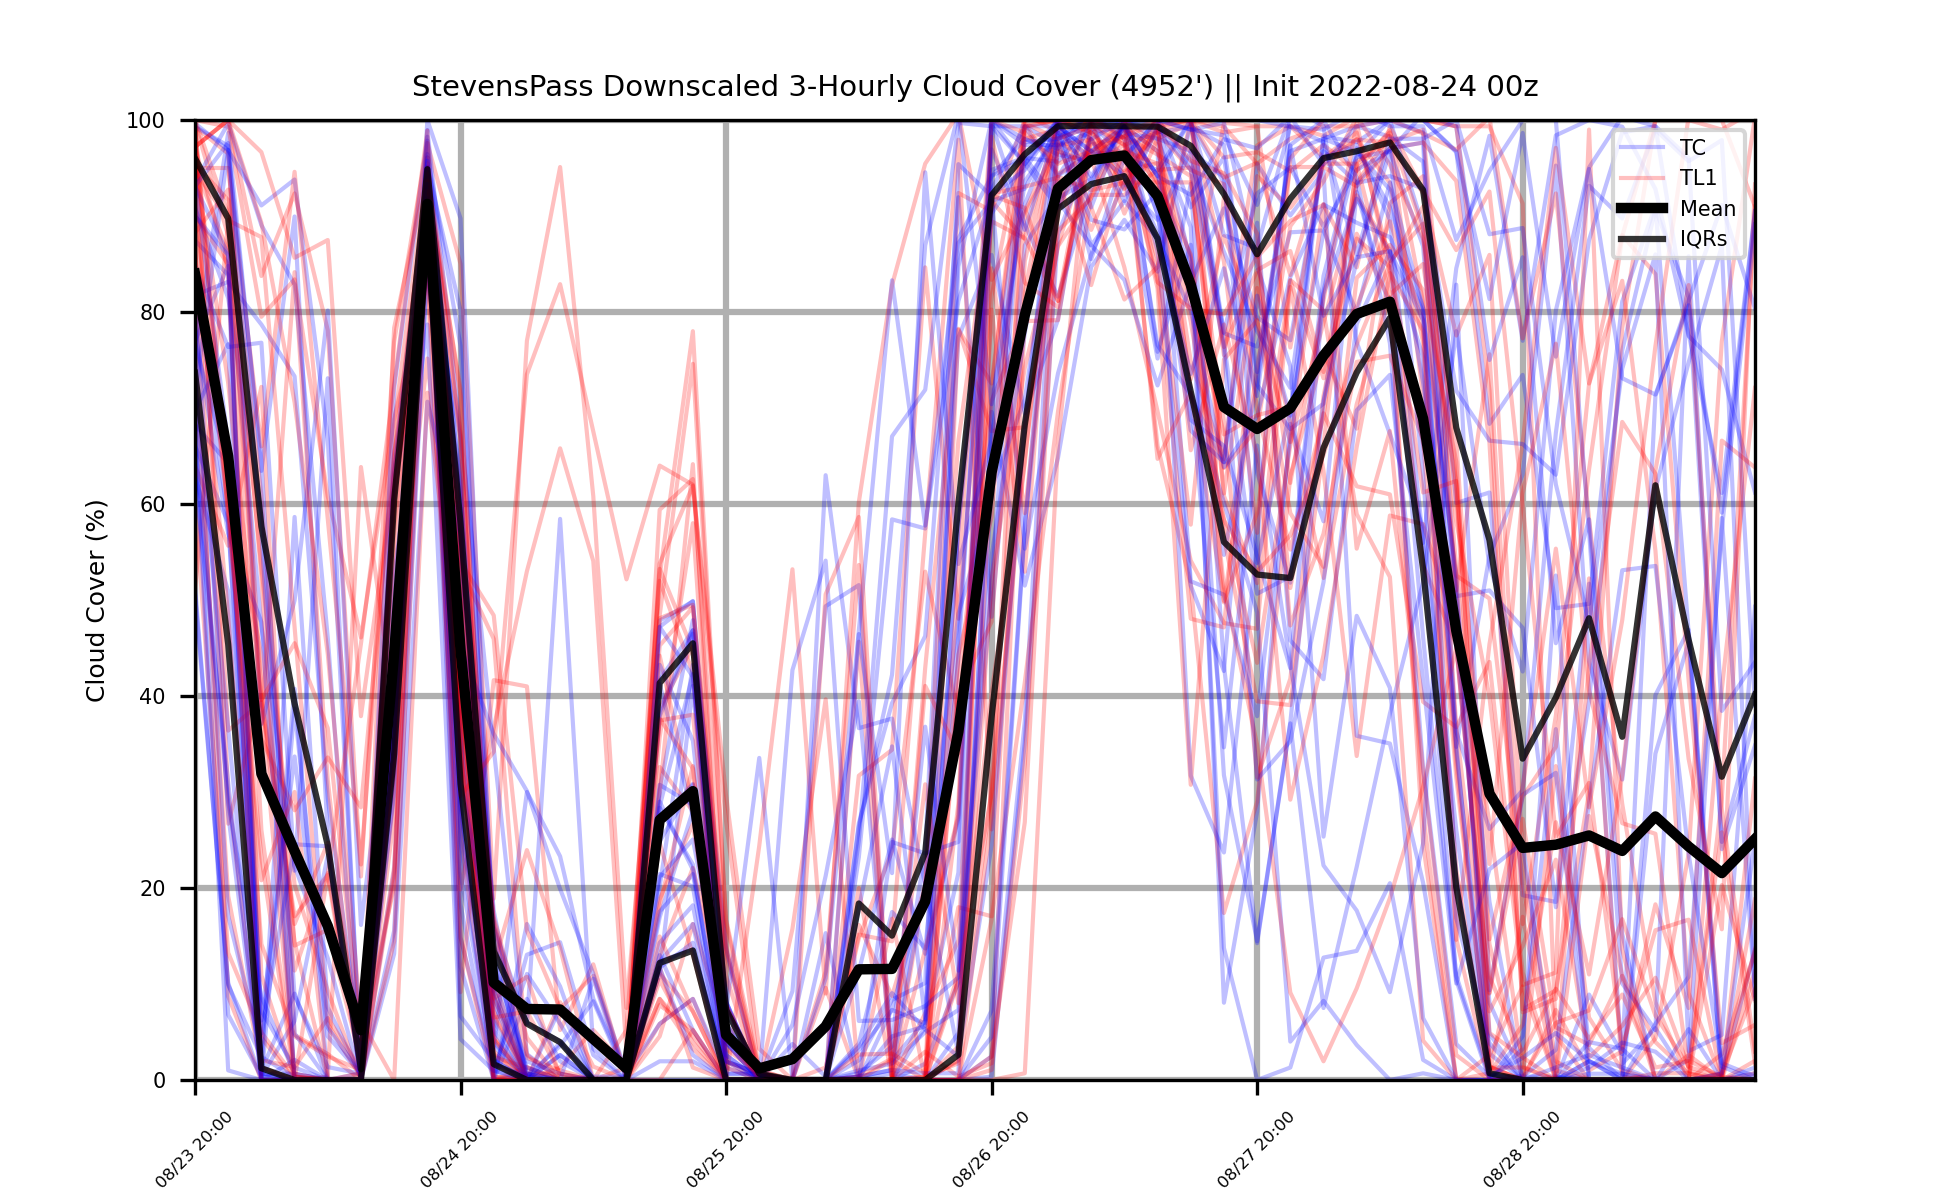 StevensPass Downscaled 3-Hourly Cloud Cover (4952') || Init 2022-08-24 00z
Cloud Cover (%)
100
80
60
40
20
0
TC
TL1
Mean
IQRs
08/23 20:00
08/24 20:00
08/25 20:00
08/26 20:00
08/27 20:00
08/28 20:00